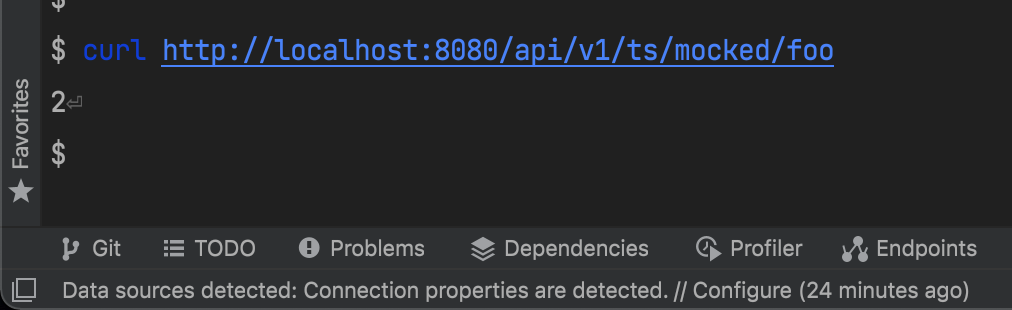 $
$ curl http://localhost:8080/api/v1/ts/mocked/foo
2⏎
$
Favorites
Git TODO Problems Dependencies Profiler Endpoints
Data sources detected: Connection properties are detected. // Configure (24 minutes ago)